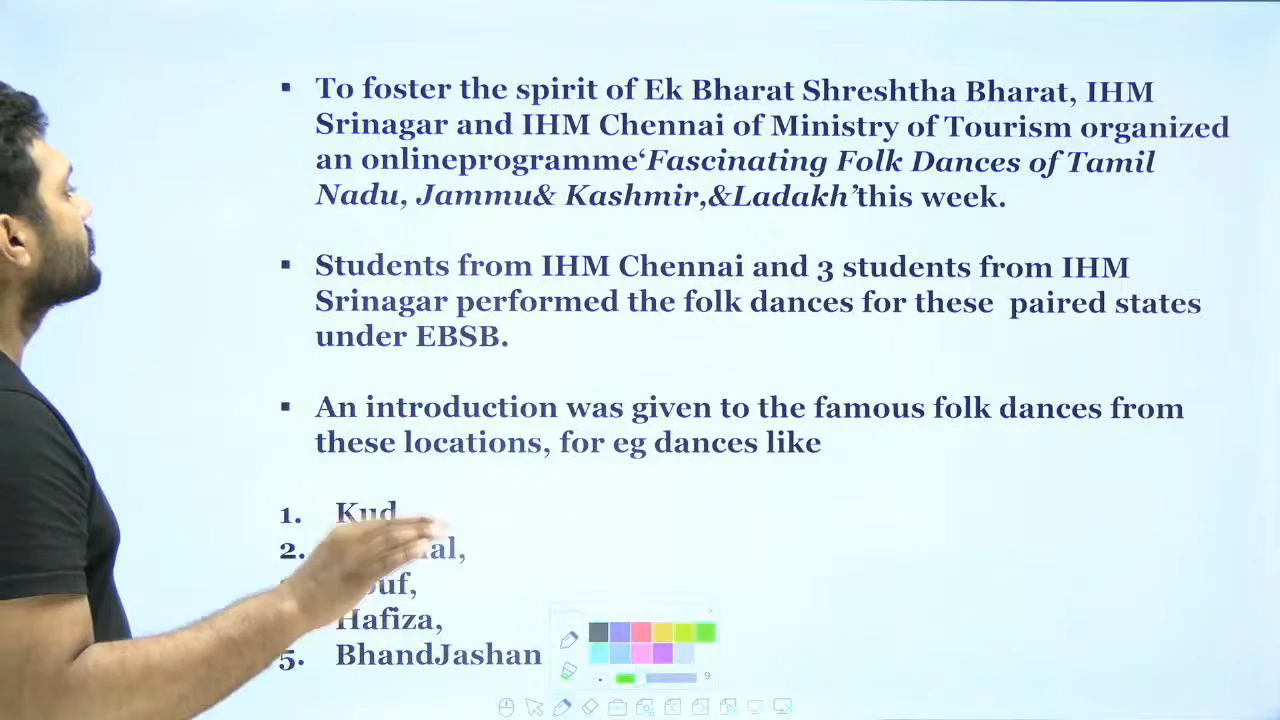 ▪ To foster the spirit of Ek Bharat Shreshtha Bharat, IHM
Srinagar and IHM Chennai of Ministry of Tourism organized
an onlineprogramme‘Fascinating Folk Dances of Tamil
Nadu, Jammu& Kashmir,&Ladakh’this week.
▪ Students from IHM Chennai and 3 students from IHM
Srinagar performed the folk dances for these paired states
under EBSB.
▪ An introduction was given to the famous folk dances from
these locations, for eg dances like
1. Kud
2.
Hafiza,
5. BhandJashan
9